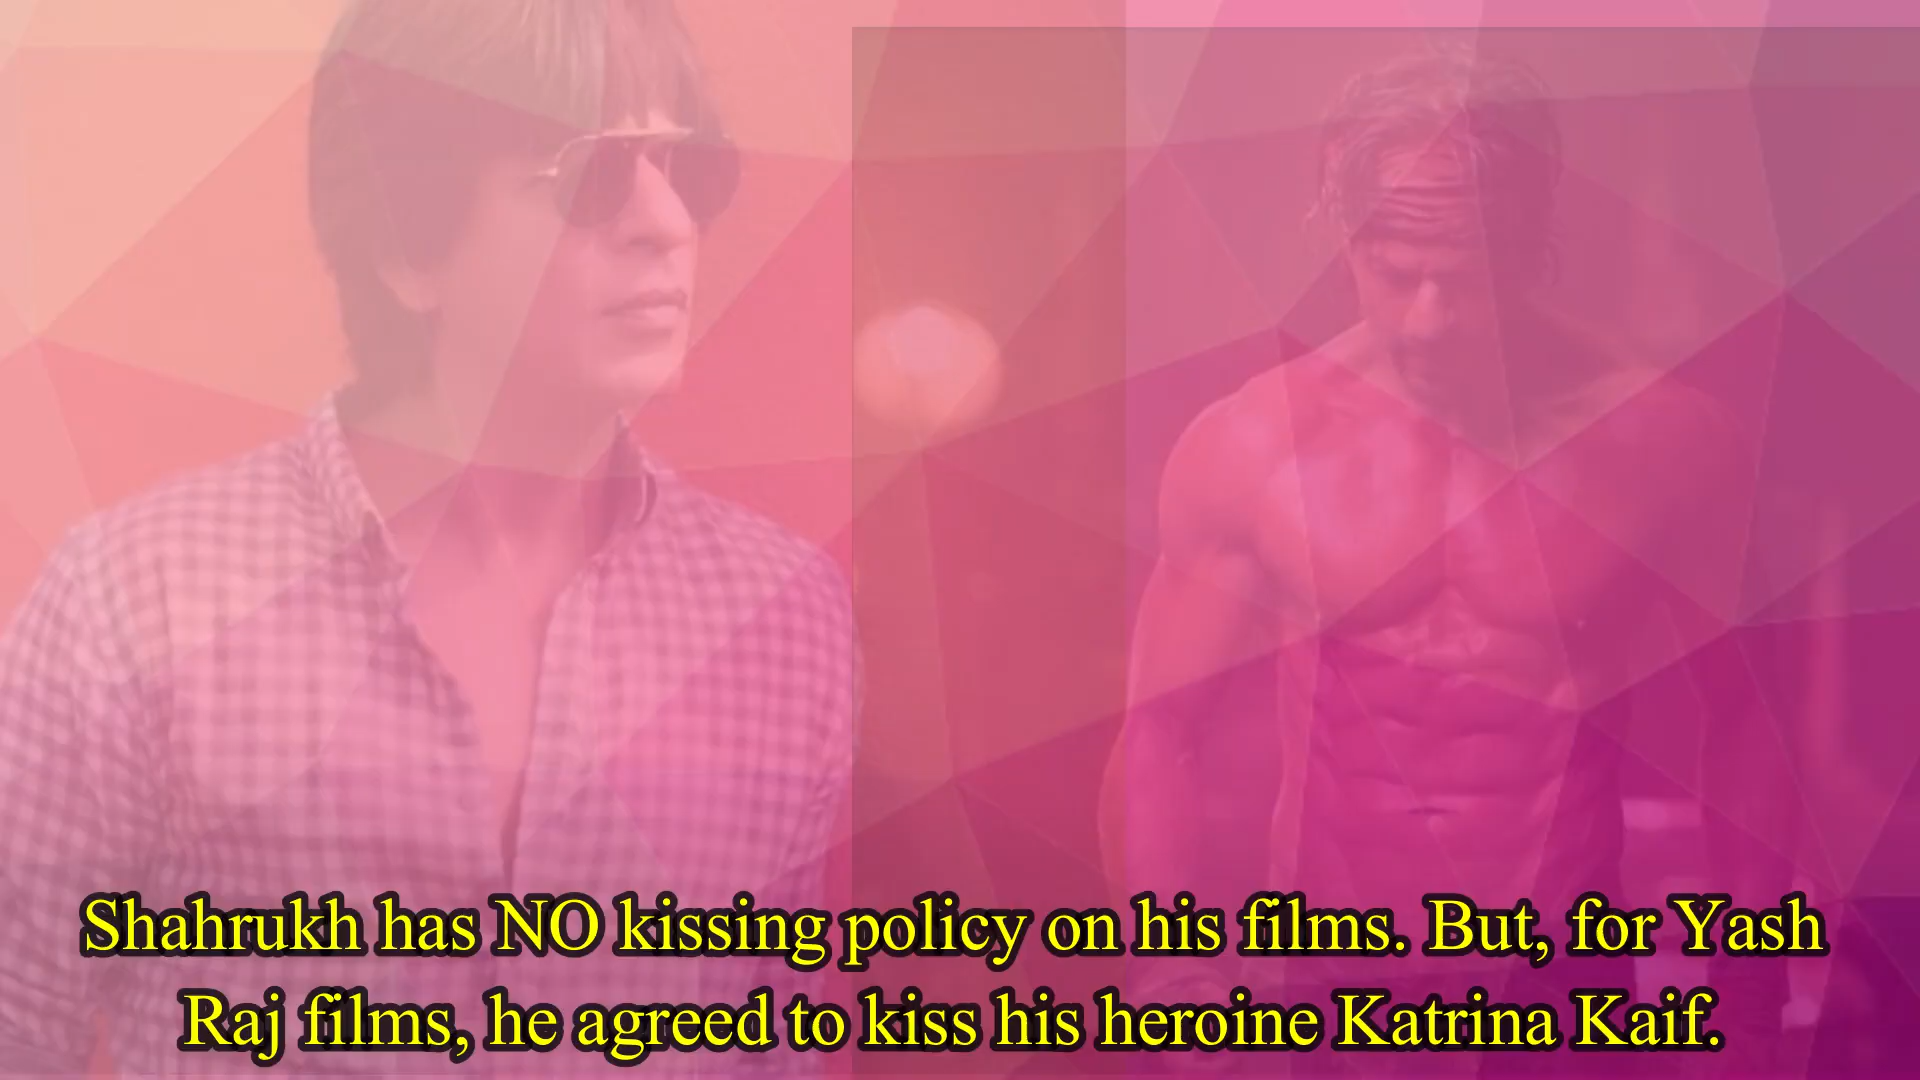 Shahrukh has NO kissing policy on his films. But, for Yash
Raj films, he agreed to kiss his heroine Katrina Kaif.